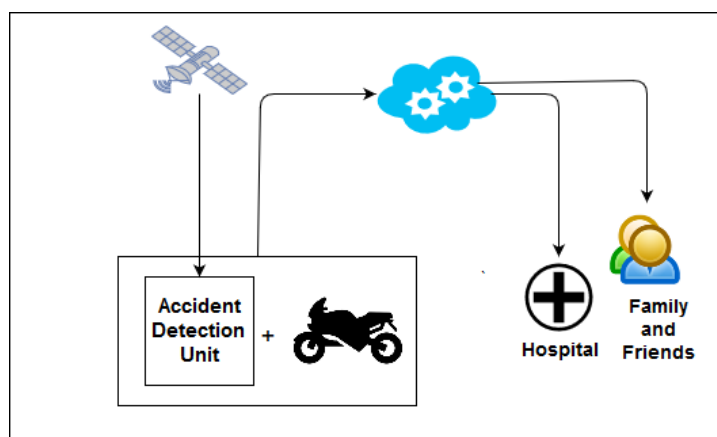 Accident
Detection
Unit
+
Hospital
Family
and
Friends